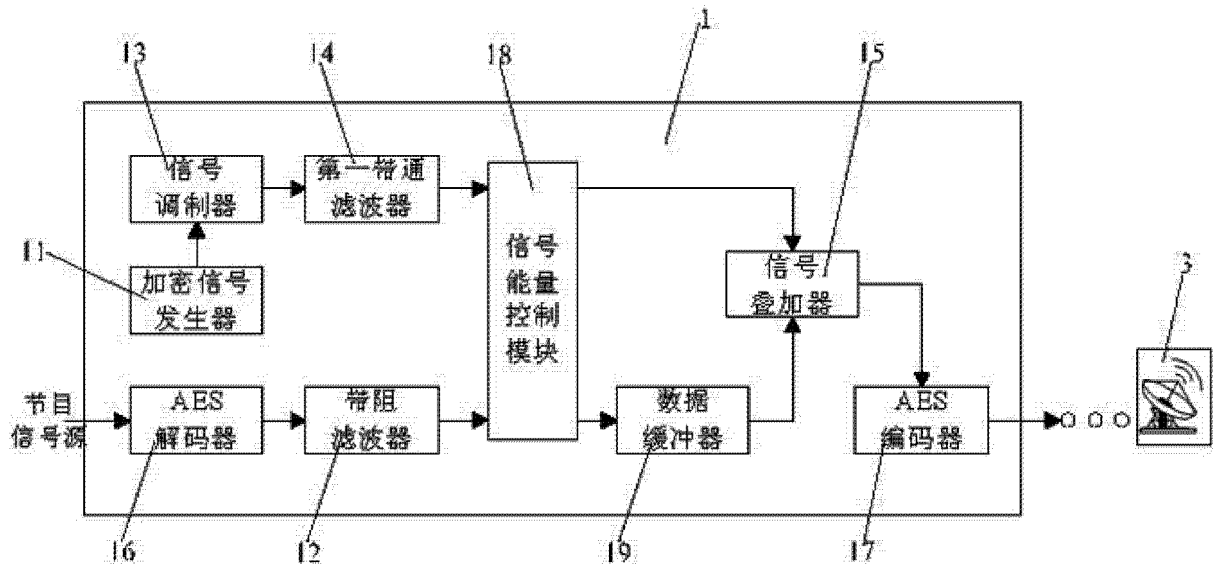 1
13
14
18
15
信号
调制器
第一带通
滤波器
11
加密信号
发生器
信号
能量
控制
模块
信号
叠加器
3
节目
信号源
AES
解码器
带阻
滤波器
数据
缓冲器
AES
编码器
16
12
19
17